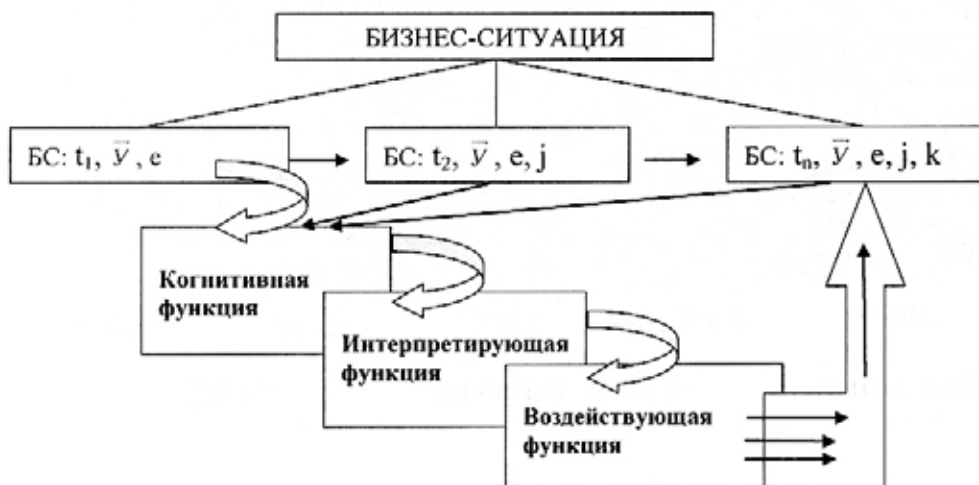 БИЗНЕС-СИТУАЦИЯ
БС: t₁, y̅, e
БС: t₂, y̅, e, j
БС: tₙ, y̅, e, j, k
Когнитивная
функция
Интерпретирующая
функция
Воздействующая
функция